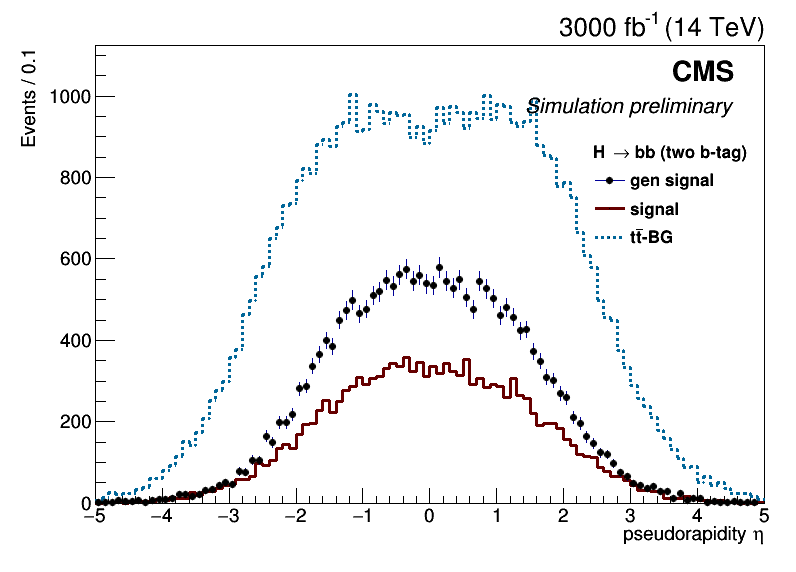 3000 fb⁻¹ (14 TeV)
CMS
Simulation preliminary
H → bb (two b-tag)
gen signal
signal
tt̄-BG
Events / 0.1
1000
800
600
400
200
0
−5 −4 −3 −2 −1 0 1 2 3 4 5
pseudorapidity η